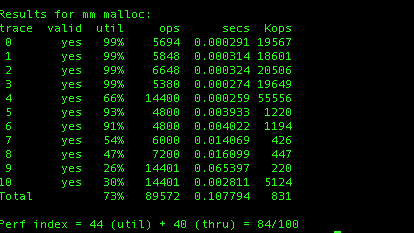 Results for mm malloc:
trace valid util ops secs Kops
0 yes 99% 5694 0.000291 19567
1 yes 99% 5848 0.000314 18601
2 yes 99% 6648 0.000324 20506
3 yes 99% 5380 0.000274 19649
4 yes 66% 14400 0.000259 55556
5 yes 93% 4800 0.003933 1220
6 yes 91% 4800 0.004022 1194
7 yes 54% 6000 0.014069 426
8 yes 47% 7200 0.016099 447
9 yes 26% 14401 0.065397 220
10 yes 30% 14401 0.002811 5124
Total 73% 89572 0.107794 831
Perf index = 44 (util) + 40 (thru) = 84/100